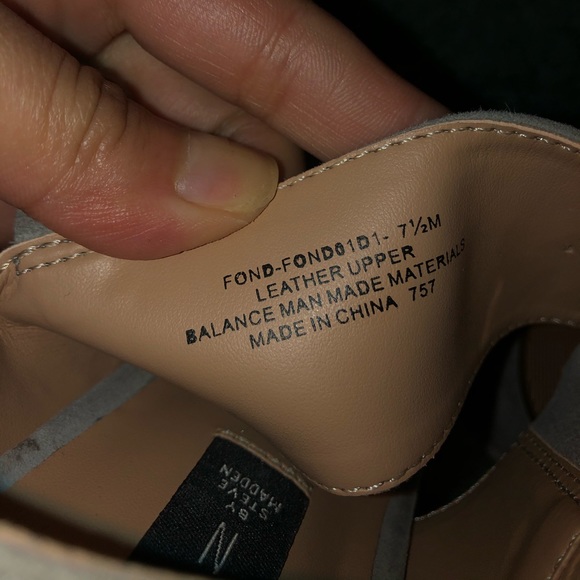 FOND-FOND01D1- 7½M
LEATHER UPPER
BALANCE MAN MADE MATERIALS
MADE IN CHINA 757
N
BY
STEVE
MADDEN